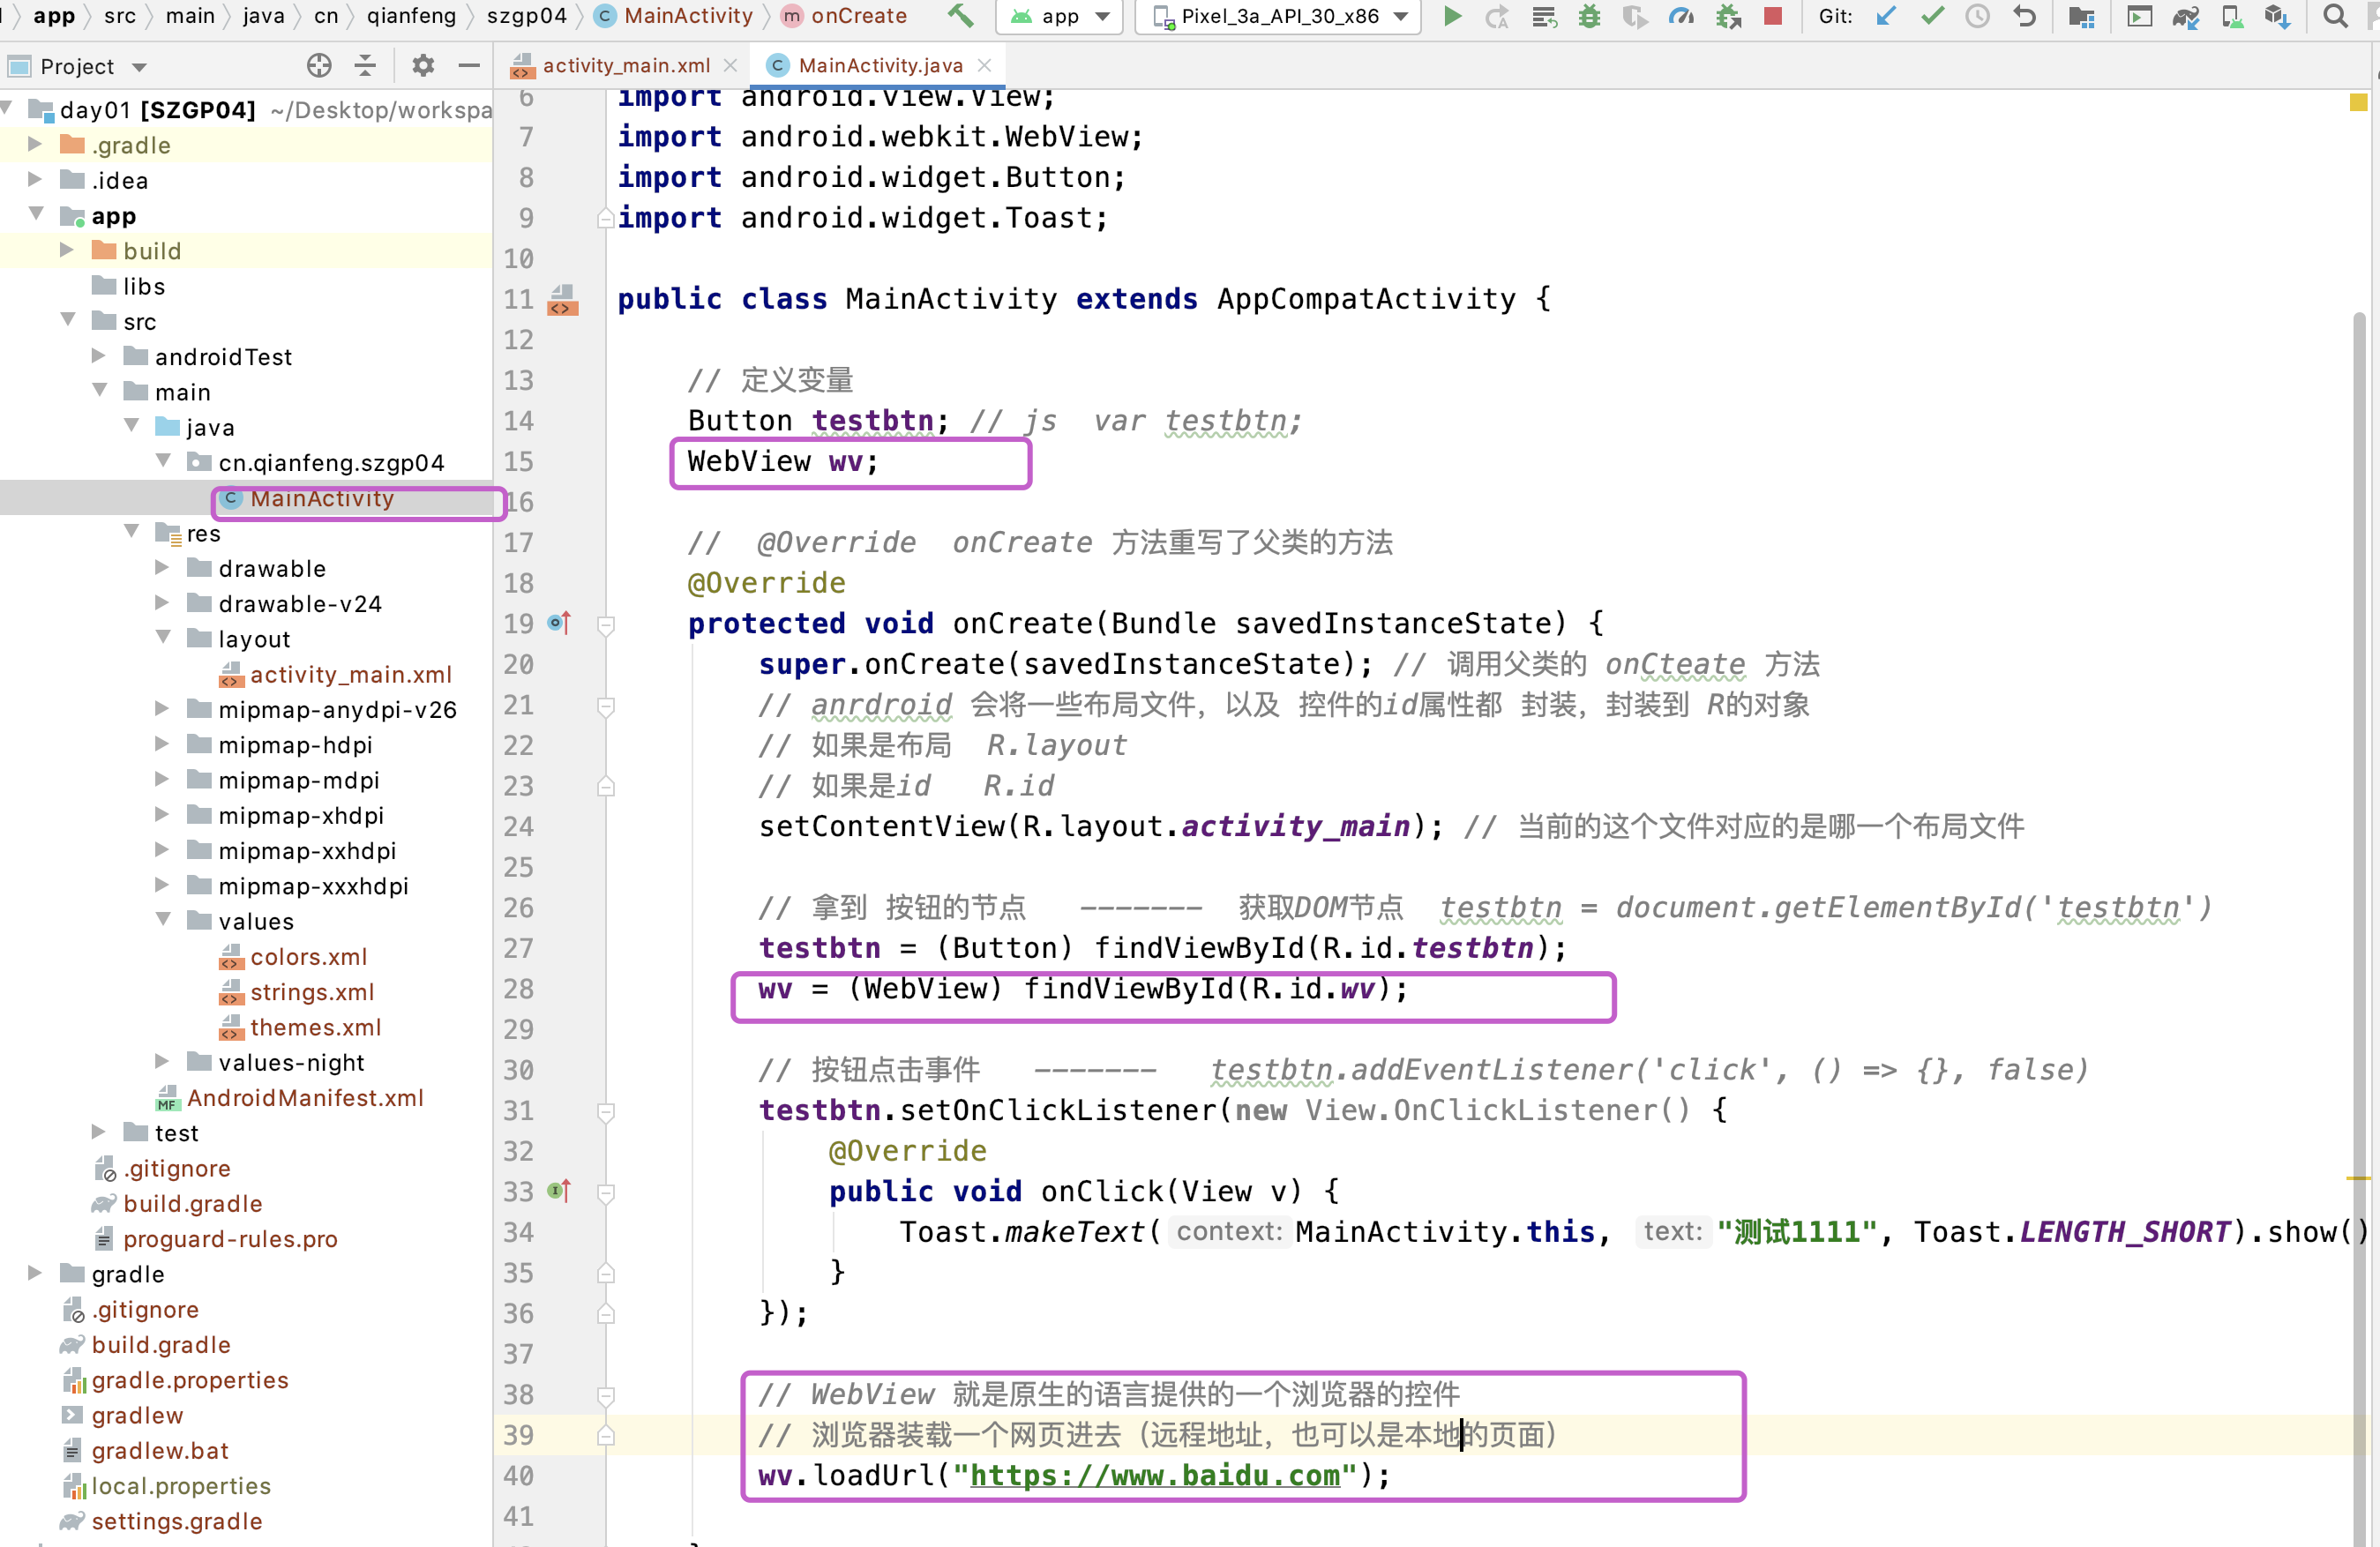 app src main java cn qianfeng szgp04 MainActivity onCreate app Pixel_3a_API_30_x86 Git:
Project
activity_main.xml MainActivity.java
day01 [SZGP04] ~/Desktop/workspa
.gradle
.idea
app
build
libs
src
androidTest
main
java
cn.qianfeng.szgp04
MainActivity
res
drawable
drawable-v24
layout
activity_main.xml
mipmap-anydpi-v26
mipmap-hdpi
mipmap-mdpi
mipmap-xhdpi
mipmap-xxhdpi
mipmap-xxxhdpi
values
colors.xml
strings.xml
themes.xml
values-night
AndroidManifest.xml
test
.gitignore
build.gradle
proguard-rules.pro
gradle
.gitignore
build.gradle
gradle.properties
gradlew
gradlew.bat
local.properties
settings.gradle
6 import android.view.View;
7 import android.webkit.WebView;
8 import android.widget.Button;
9 import android.widget.Toast;
10
11 public class MainActivity extends AppCompatActivity {
12
13 // 定义变量
14 Button testbtn; // js var testbtn;
15 WebView wv;
16
17 // @Override onCreate 方法重写了父类的方法
18 @Override
19 protected void onCreate(Bundle savedInstanceState) {
20 super.onCreate(savedInstanceState); // 调用父类的 onCteate 方法
21 // anrdroid 会将一些布局文件，以及 控件的id属性都 封装，封装到 R的对象
22 // 如果是布局 R.layout
23 // 如果是id R.id
24 setContentView(R.layout.activity_main); // 当前的这个文件对应的是哪一个布局文件
25
26 // 拿到 按钮的节点 ------- 获取DOM节点 testbtn = document.getElementById('testbtn')
27 testbtn = (Button) findViewById(R.id.testbtn);
28 wv = (WebView) findViewById(R.id.wv);
29
30 // 按钮点击事件 ------- testbtn.addEventListener('click', () => {}, false)
31 testbtn.setOnClickListener(new View.OnClickListener() {
32 @Override
33 public void onClick(View v) {
34 Toast.makeText( context: MainActivity.this, text: "测试1111", Toast.LENGTH_SHORT).show()
35 }
36 });
37
38 // WebView 就是原生的语言提供的一个浏览器的控件
39 // 浏览器装载一个网页进去（远程地址，也可以是本地的页面）
40 wv.loadUrl("https://www.baidu.com");
41